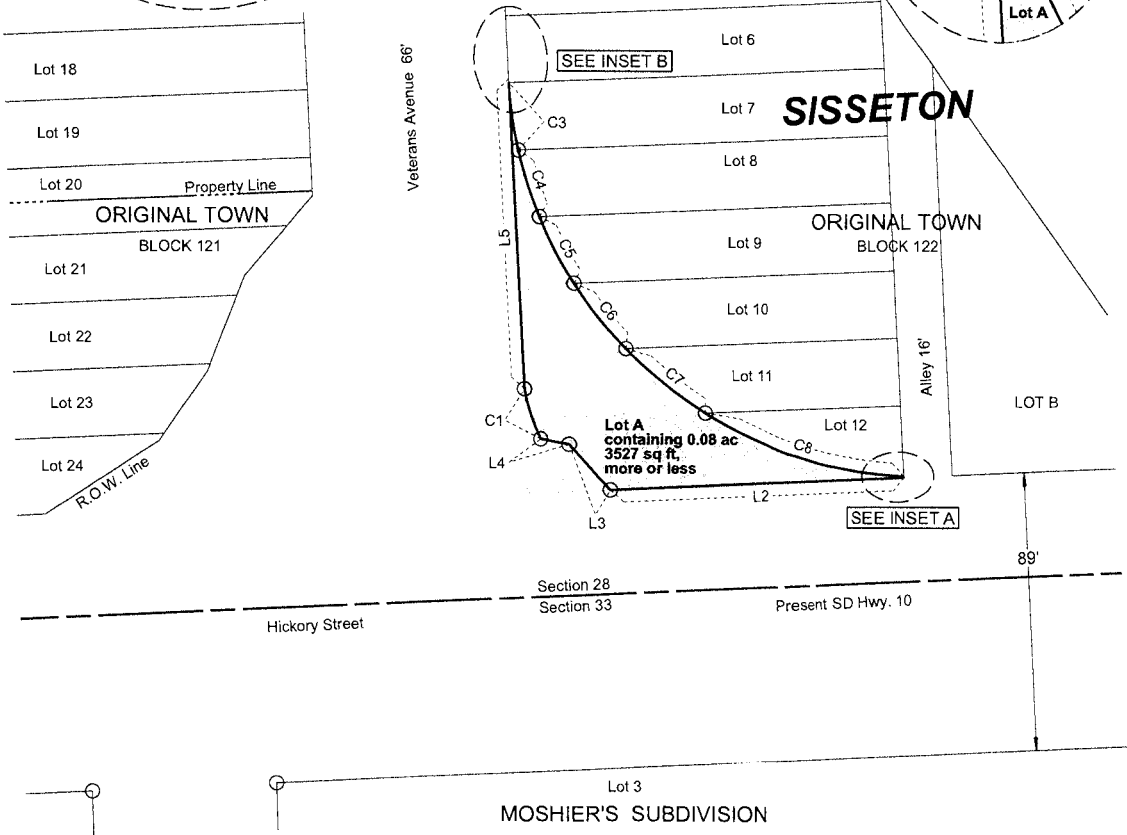 Lot A
Lot 18
Lot 19
Lot 20
Property Line
ORIGINAL TOWN
BLOCK 121
Lot 21
Lot 22
Lot 23
Lot 24
R.O.W. Line
Veterans Avenue 66'
SEE INSET B
Lot 6
Lot 7
SISSETON
Lot 8
ORIGINAL TOWN
BLOCK 122
Lot 9
Lot 10
Lot 11
Lot 12
Alley 16'
LOT B
C3
C4
C5
C6
C7
C8
L5
C1
L4
L3
L2
Lot A
containing 0.08 ac
3527 sq ft,
more or less
SEE INSET A
89'
Section 28
Section 33
Hickory Street
Present SD Hwy. 10
Lot 3
MOSHIER'S SUBDIVISION